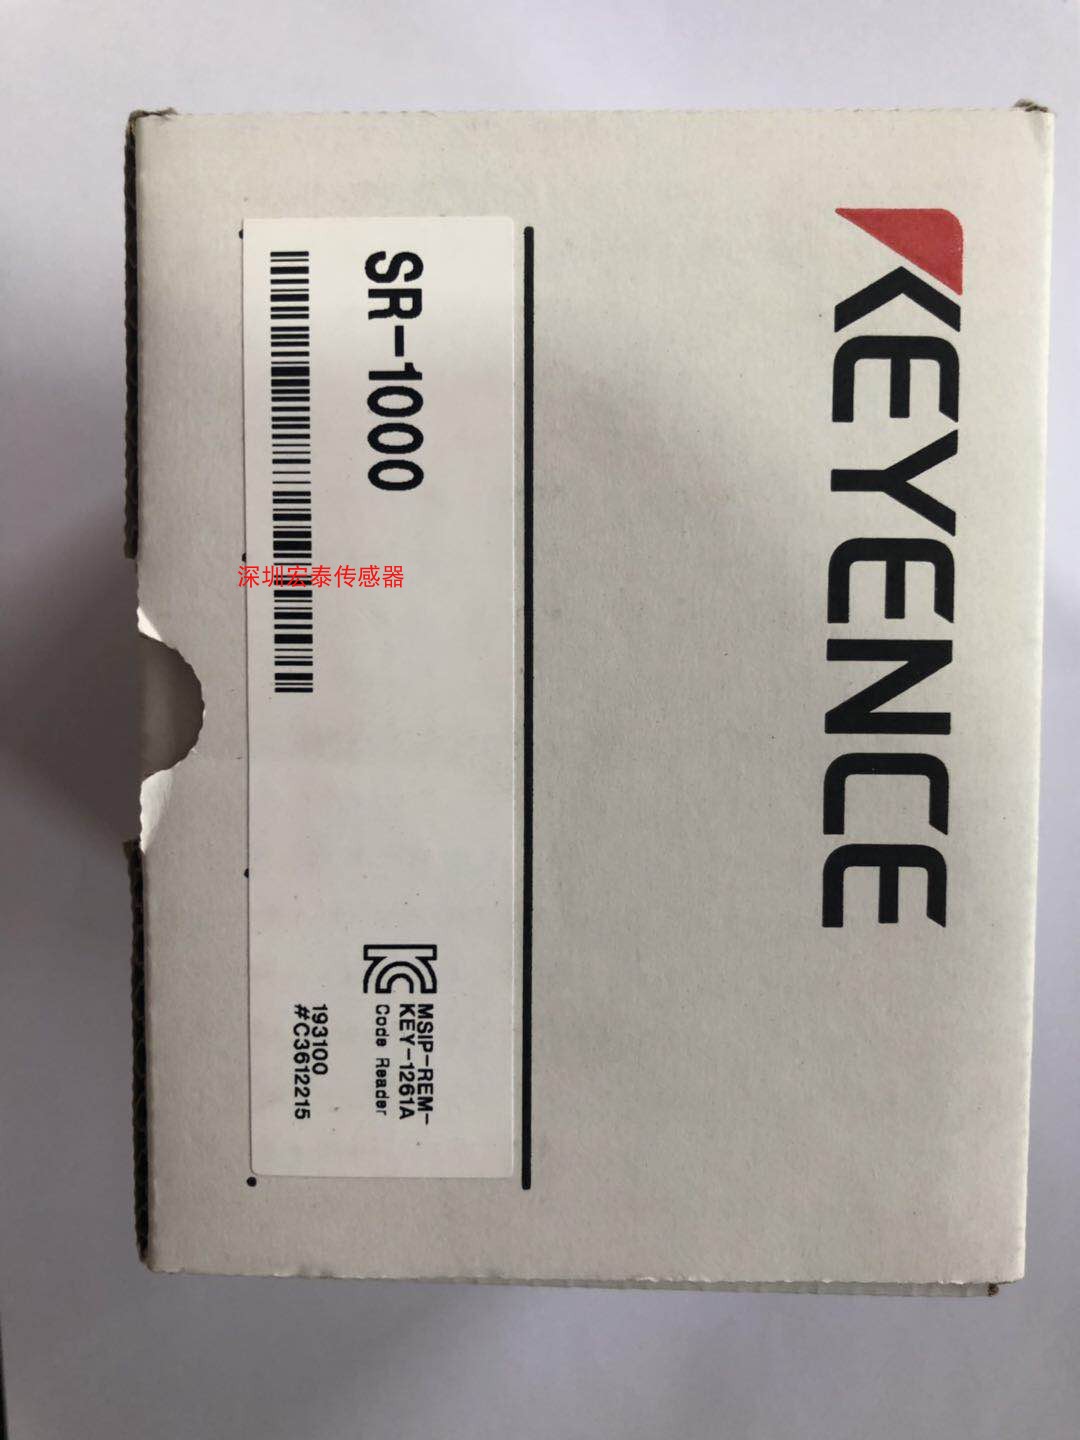 KEYENCE
SR-1000
MSIP-REM-
KEY-1261A
Code Reader
193100
#C3612215
深圳宏泰传感器